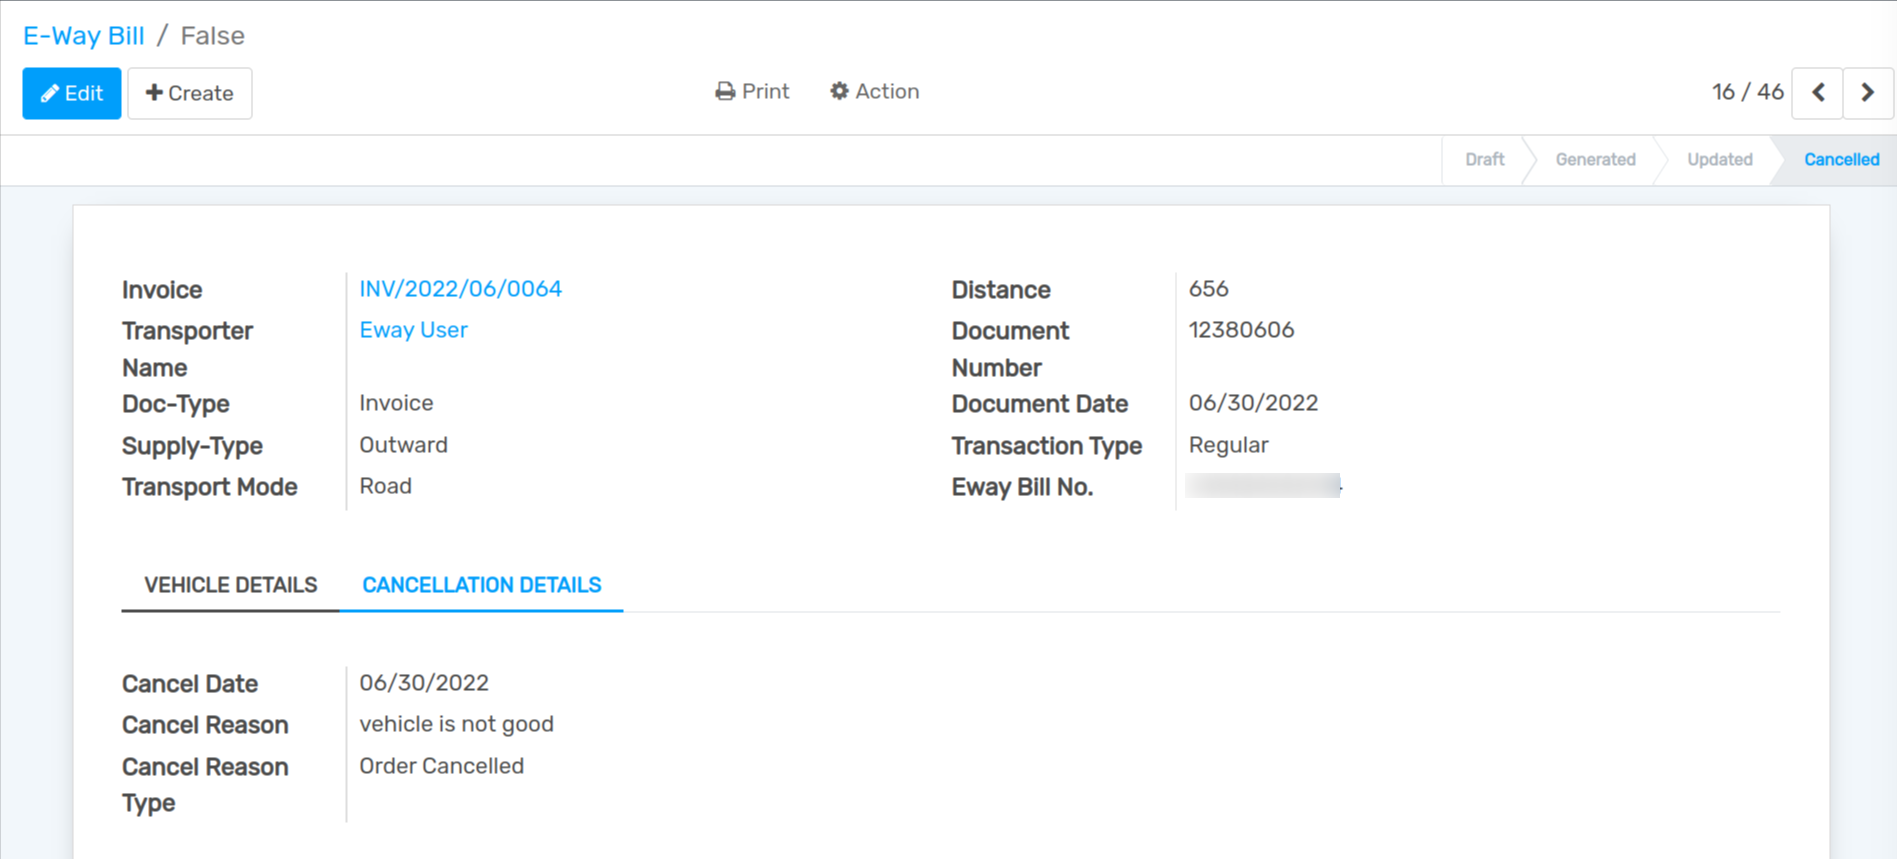 E-Way Bill / False
Edit
Create
Print
Action
16 / 46
Draft
Generated
Updated
Cancelled
Invoice INV/2022/06/0064
Transporter Name Eway User
Doc-Type Invoice
Supply-Type Outward
Transport Mode Road
Distance 656
Document Number 12380606
Document Date 06/30/2022
Transaction Type Regular
Eway Bill No.
VEHICLE DETAILS
CANCELLATION DETAILS
Cancel Date 06/30/2022
Cancel Reason vehicle is not good
Cancel Reason Type Order Cancelled